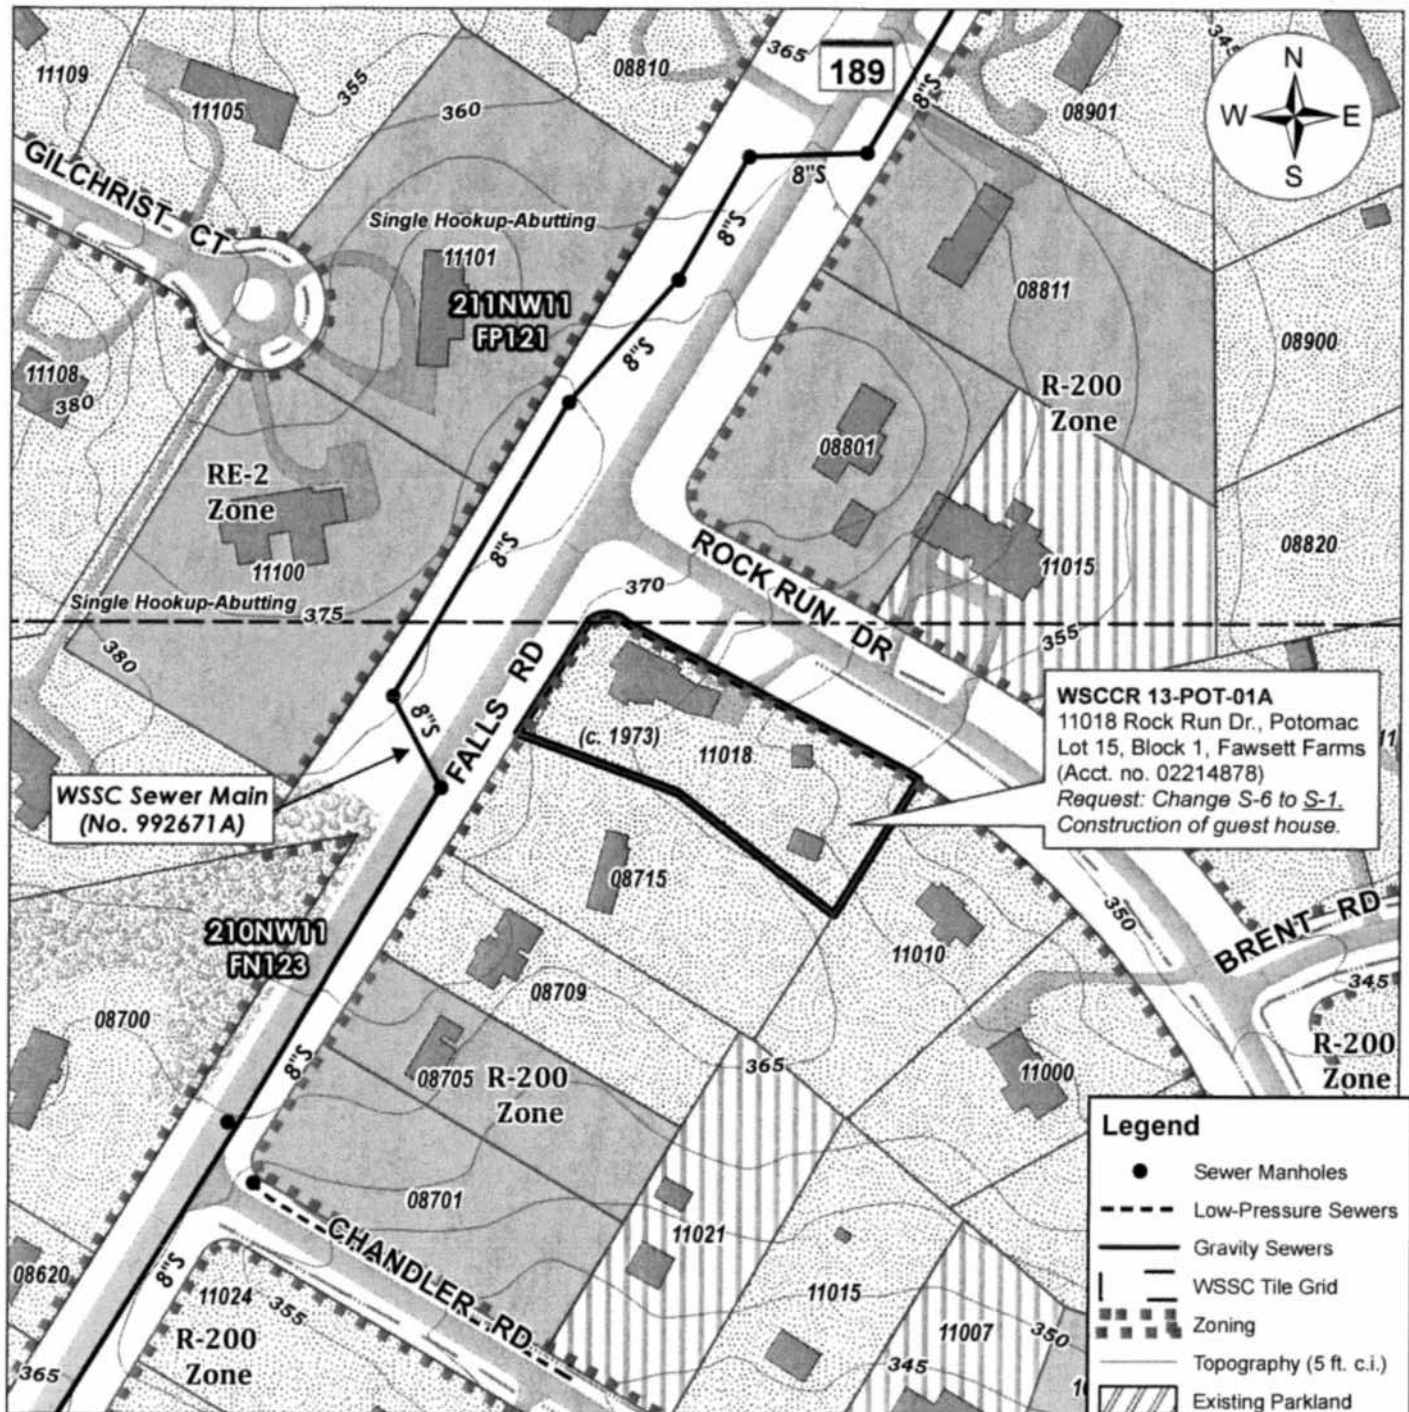 11109
11105
355
360
08810
365
189
8"S
08901
345
N
W E
S
GILCHRIST CT
Single Hookup-Abutting
11101
211NW11
FP121
8"S
8"S
08811
08900
11108
380
8"S
R-200
Zone
08801
RE-2
Zone
11100
8"S
Single Hookup-Abutting
375
380
370
ROCK RUN DR
11015
08820
355
FALLS RD
8"S
(c. 1973)
11018
WSCCR 13-POT-01A
11018 Rock Run Dr., Potomac
Lot 15, Block 1, Fawsett Farms
(Acct. no. 02214878)
Request: Change S-6 to S-1.
Construction of guest house.
WSSC Sewer Main
(No. 992671A)
08715
350
BRENT RD
210NW11
FN123
11010
345
08709
08700
8"S
08705
R-200
Zone
365
11000
R-200
Zone
08701
11021
CHANDLER RD
08620
8"S
11024
355
R-200
Zone
365
11015
11007
350
345
Legend
Sewer Manholes
Low-Pressure Sewers
Gravity Sewers
WSSC Tile Grid
Zoning
Topography (5 ft. c.i.)
Existing Parkland